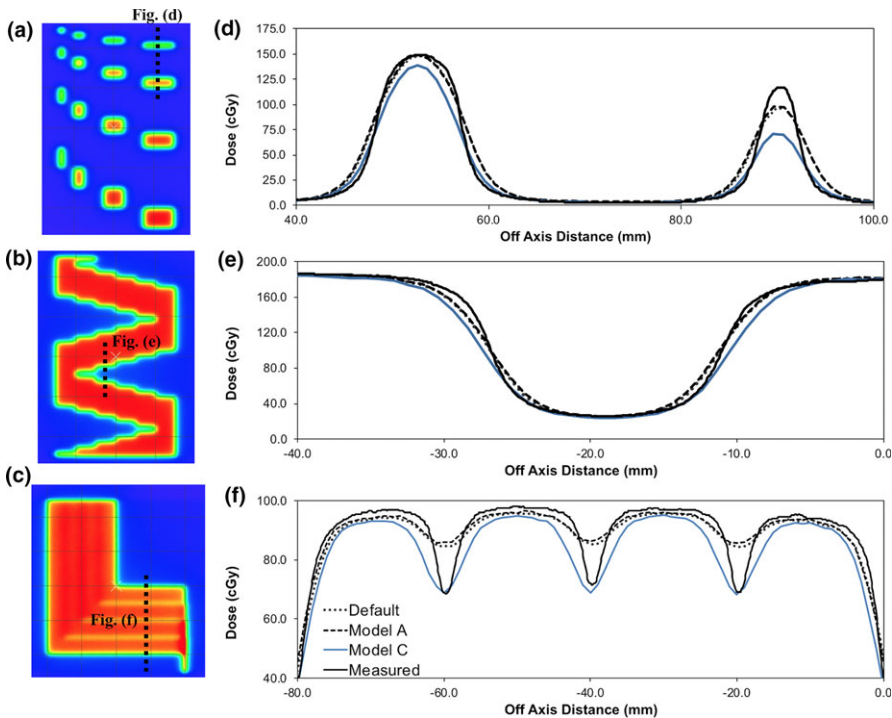 (a)
Fig. (d)
(b)
Fig. (e)
(c)
Fig. (f)
(d)
175.0
150.0
125.0
100.0
75.0
50.0
25.0
0.0
Dose (cGy)
40.0 60.0 80.0 100.0
Off Axis Distance (mm)
(e)
200.0
160.0
120.0
80.0
40.0
0.0
Dose (cGy)
-40.0 -30.0 -20.0 -10.0 0.0
Off Axis Distance (mm)
(f)
100.0
80.0
60.0
40.0
Dose (cGy)
Default
Model A
Model C
Measured
-80.0 -60.0 -40.0 -20.0 0.0
Off Axis Distance (mm)